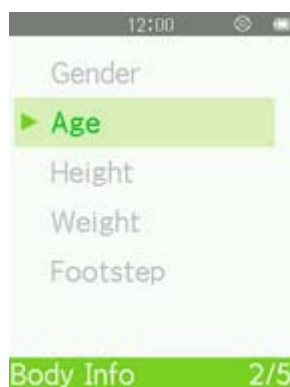 12:00
Gender
Age
Height
Weight
Footstep
Body Info 2/5